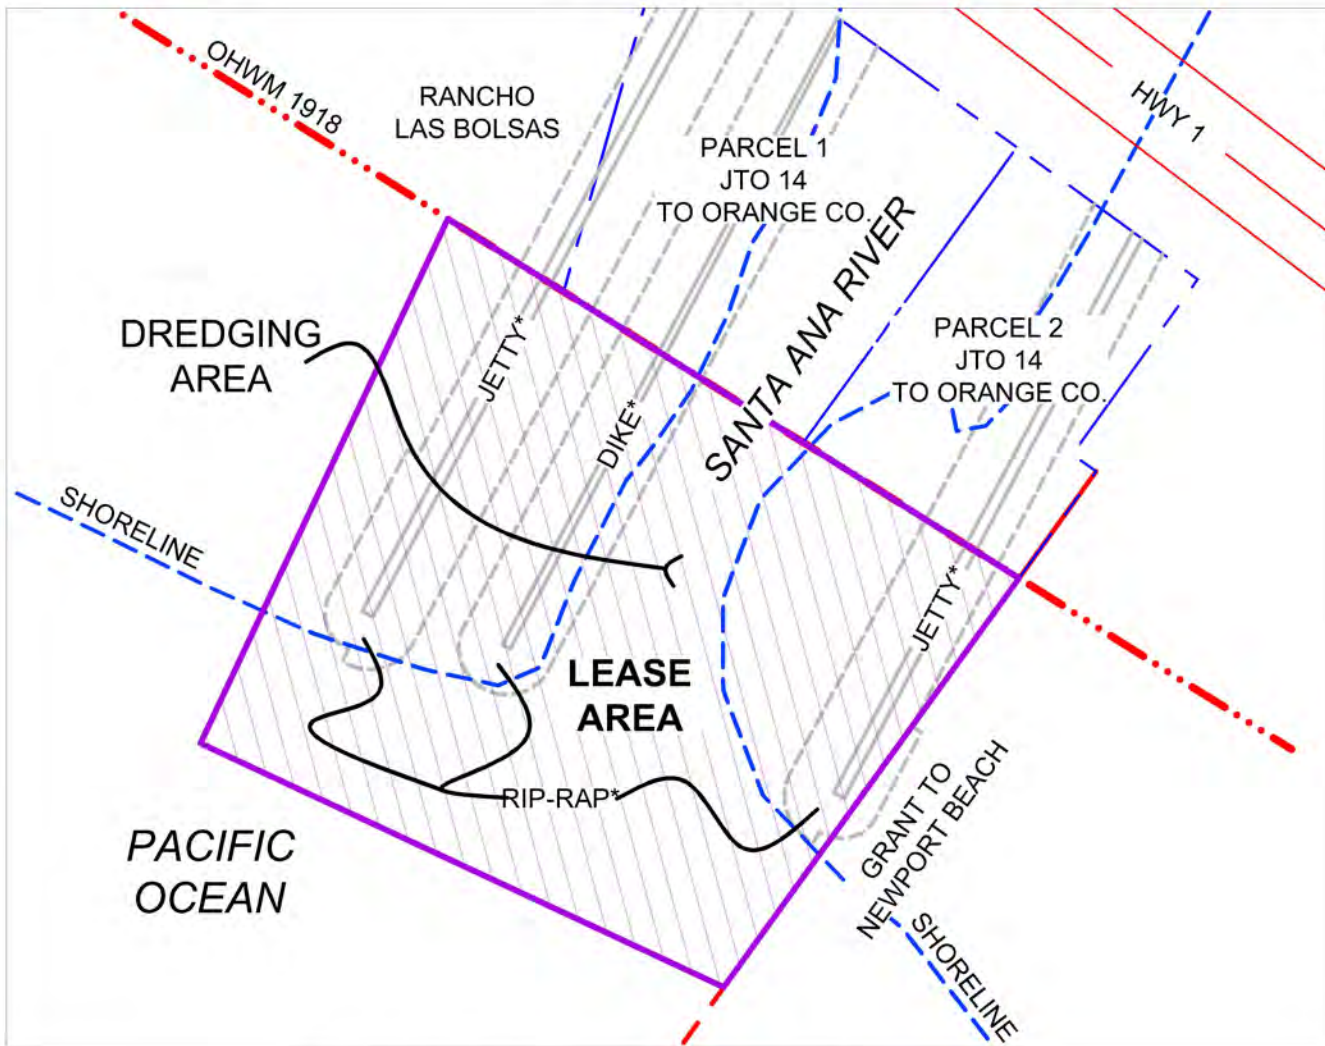 OHWM 1918
RANCHO
LAS BOLSAS
HWY 1
PARCEL 1
JTO 14
TO ORANGE CO.
SANTA ANA RIVER
DREDGING
AREA
JETTY*
DIKE*
PARCEL 2
JTO 14
TO ORANGE CO.
SHORELINE
JETTY*
LEASE
AREA
RIP-RAP*
GRANT TO
NEWPORT BEACH
PACIFIC
OCEAN
SHORELINE